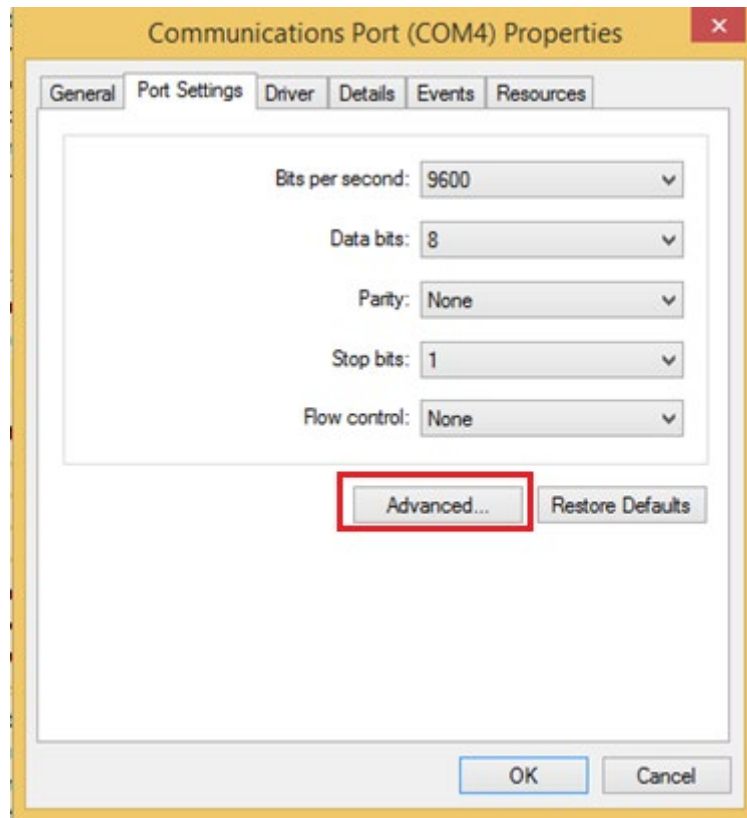 Communications Port (COM4) Properties
General Port Settings Driver Details Events Resources
Bits per second: 9600
Data bits: 8
Parity: None
Stop bits: 1
Flow control: None
Advanced... Restore Defaults
OK Cancel